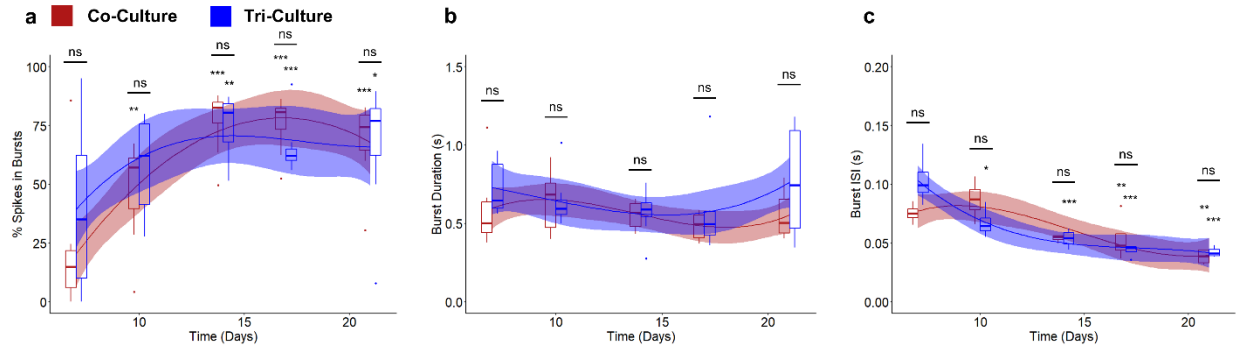 a Co-Culture Tri-Culture b c
ns
ns
ns
ns
ns
***
**
***
***
**
***
*
100
75
50
25
0
% Spikes in Bursts
10 15 20
Time (Days)
ns
ns
ns
ns
ns
1.5
1.0
0.5
0.0
Burst Duration (s)
10 15 20
Time (Days)
ns
ns
ns
ns
ns
*
***
**
***
**
***
0.20
0.15
0.10
0.05
0.00
Burst ISI (s)
10 15 20
Time (Days)